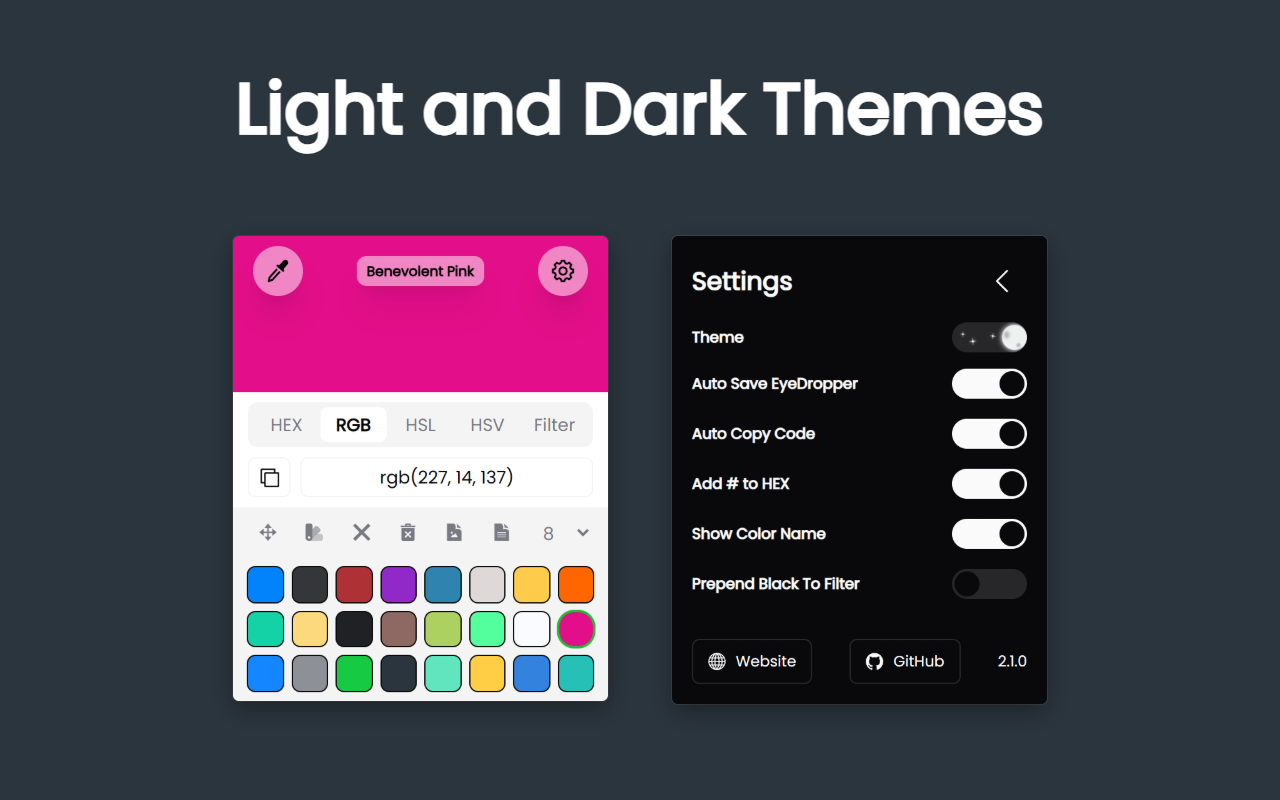 Light and Dark Themes
Benevolent Pink
HEX RGB HSL HSV Filter
rgb(227, 14, 137)
8
Settings
Theme
Auto Save EyeDropper
Auto Copy Code
Add # to HEX
Show Color Name
Prepend Black To Filter
Website GitHub 2.1.0